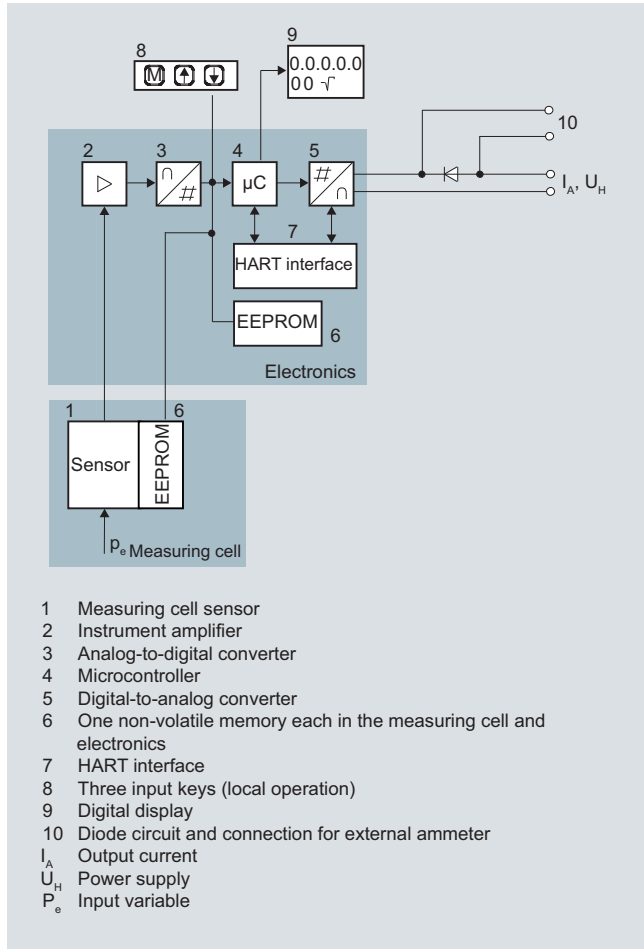 8
9
M
0.0.0.0.0
00 √
10
2
3
4
5
∩
#
µC
#
∩
I_A, U_H
7
HART interface
EEPROM
6
Electronics
1
6
Sensor
EEPROM
p_e Measuring cell
1 Measuring cell sensor
2 Instrument amplifier
3 Analog-to-digital converter
4 Microcontroller
5 Digital-to-analog converter
6 One non-volatile memory each in the measuring cell and
electronics
7 HART interface
8 Three input keys (local operation)
9 Digital display
10 Diode circuit and connection for external ammeter
I_A Output current
U_H Power supply
P_e Input variable